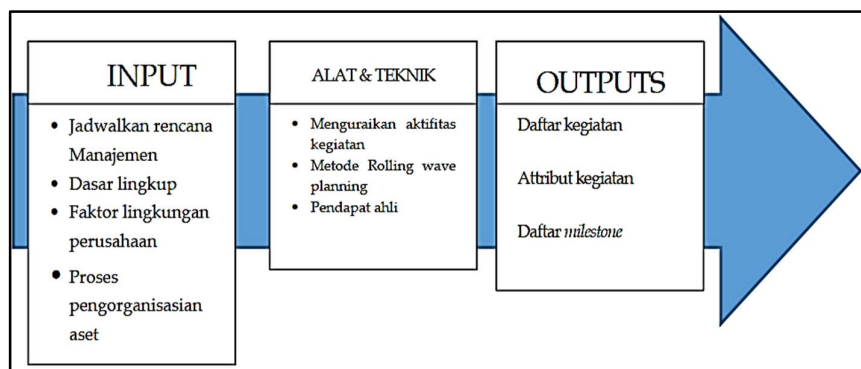 INPUT
• Jadwalkan rencana
Manajemen
• Dasar lingkup
• Faktor lingkungan
perusahaan
• Proses
pengorganisasian
aset
ALAT & TEKNIK
• Menguraikan aktifitas
kegiatan
• Metode Rolling wave
planning
• Pendapat ahli
OUTPUTS
Daftar kegiatan
Attribut kegiatan
Daftar milestone